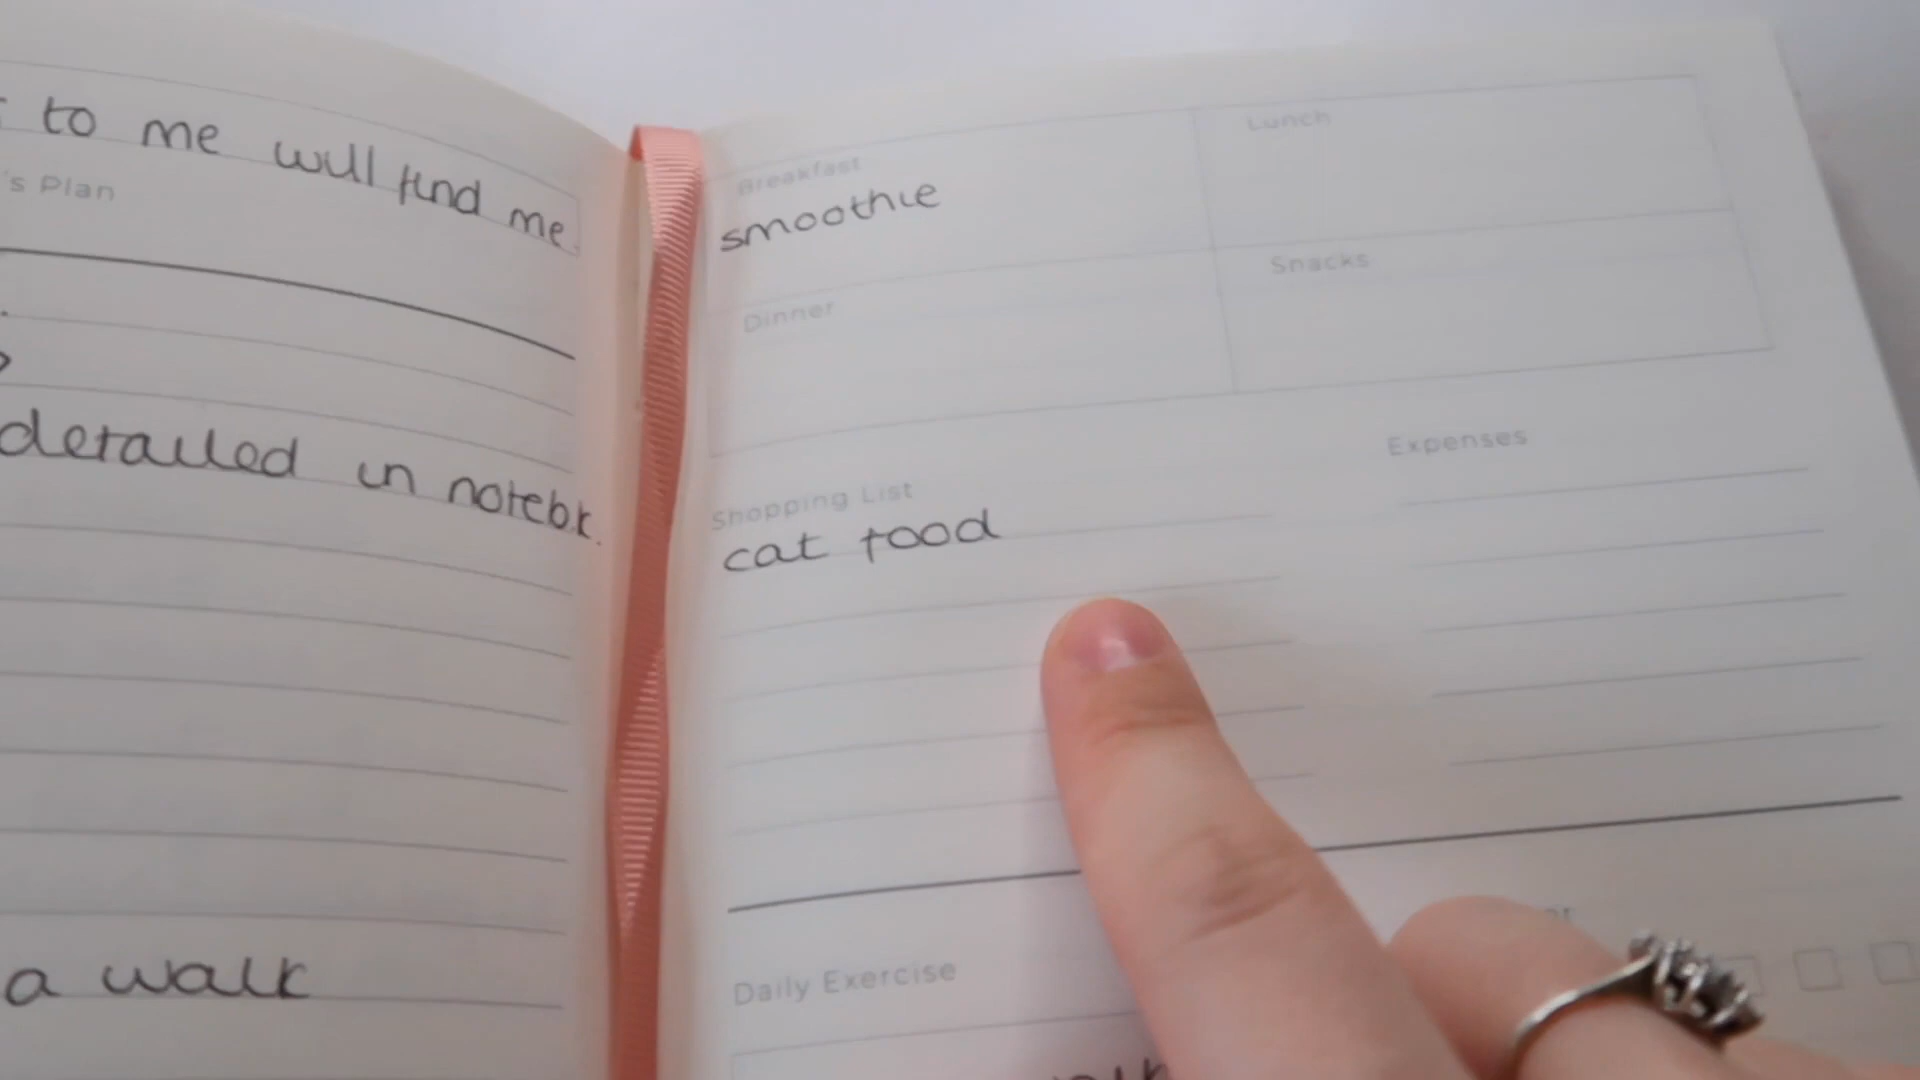 to me will find me.
's Plan
detailed in notebk.
a walk
Breakfast
smoothie
Lunch
Dinner
Snacks
Shopping List
cat food
Expenses
Daily Exercise